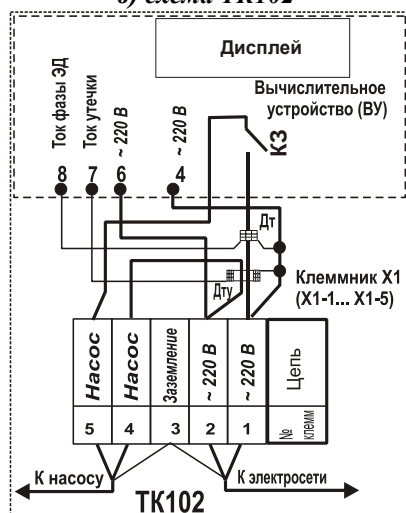 в) схема ТК102
Дисплей
Вычислительное
устройство (ВУ)
Ток фазы ЭД
Ток утечки
~ 220 В
~ 220 В
КЗ
8
7
6
4
Дт
Дту
Клеммник Х1
(Х1-1... Х1-5)
Насос
Насос
Заземление
~ 220 В
~ 220 В
Цепь
5
4
3
2
1
№
клемм
К насосу
К электросети
ТК102